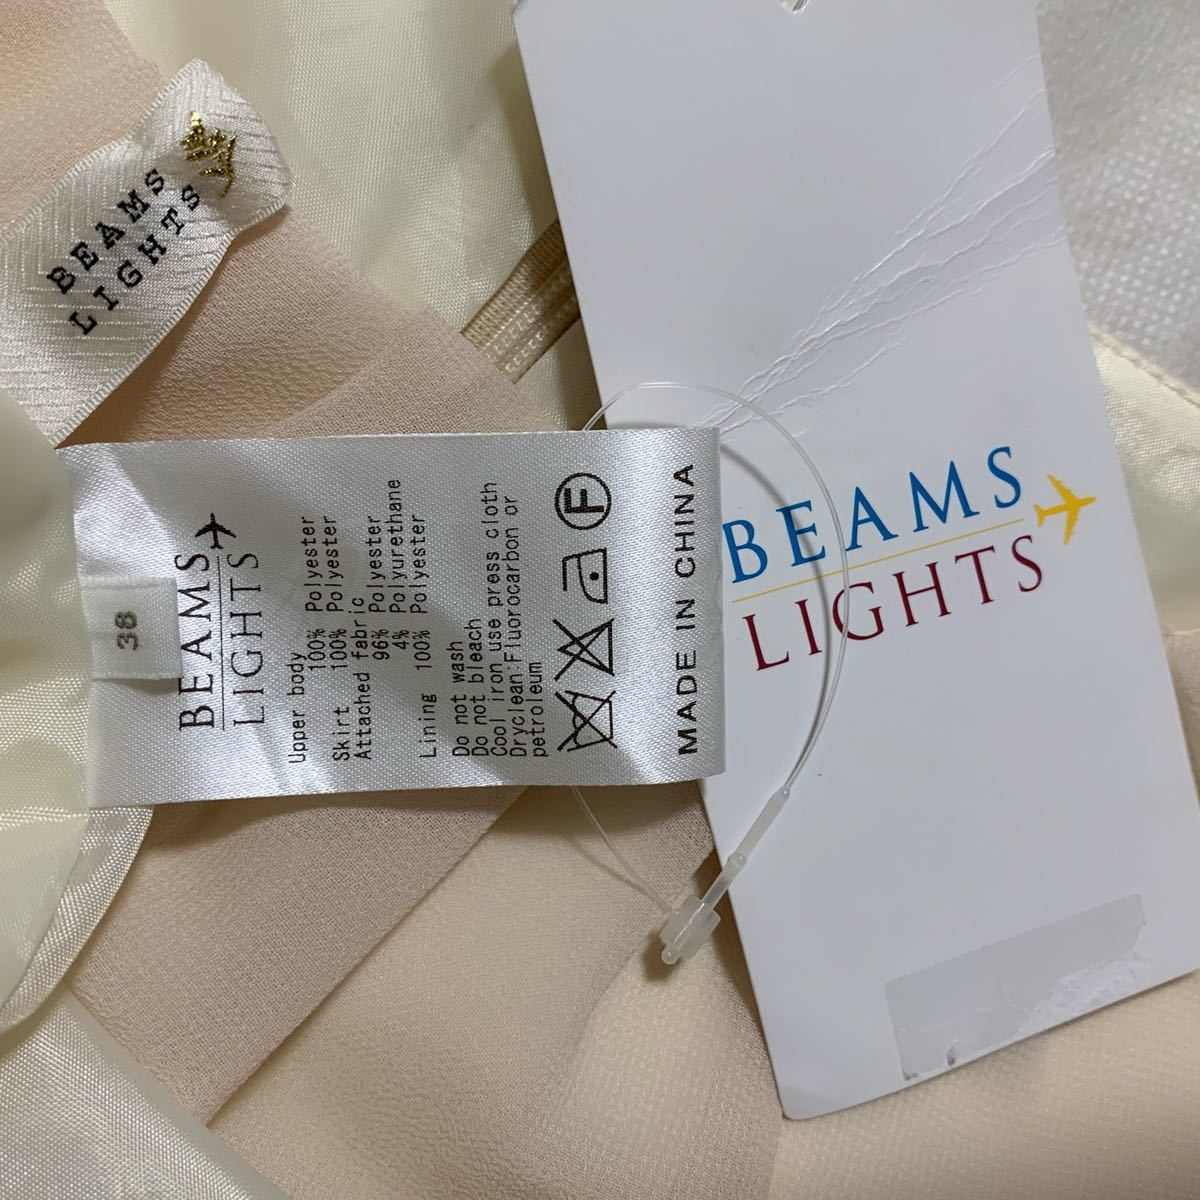 BEAMS
LIGHTS
38
BEAMS
LIGHTS
Upper body
100% Polyester
Skirt 100% Polyester
Attached fabric
96% Polyester
4% Polyurethane
Lining 100% Polyester
Do not wash
Do not bleach
Cool iron use press cloth
Dryclean:Fluorocarbon or
petroleum
F
MADE IN CHINA
BEAMS
LIGHTS